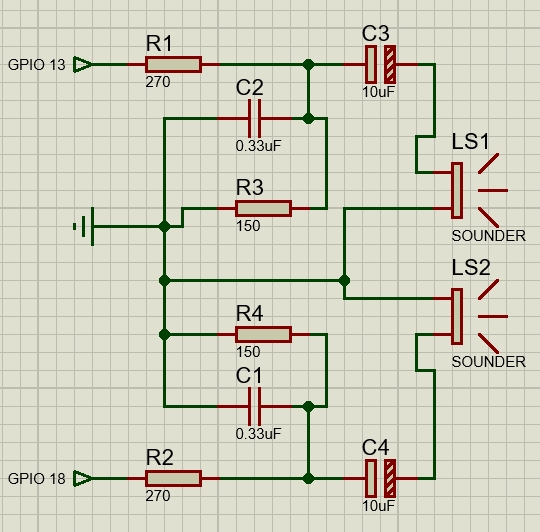 R1
C3
GPIO 13
270
10uF
C2
0.33uF
LS1
R3
150
SOUNDER
LS2
R4
150
SOUNDER
C1
0.33uF
R2
C4
GPIO 18
270
10uF